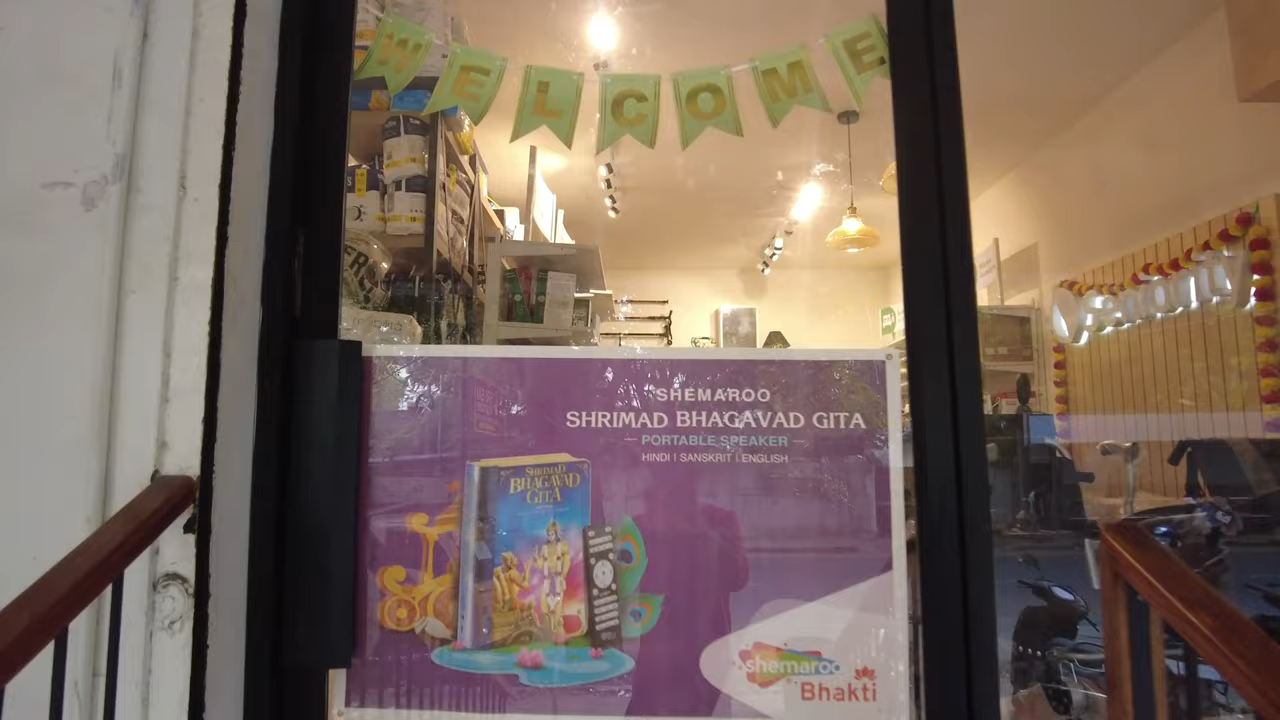 WELCOME
SHEMAROO
SHRIMAD BHAGAVAD GITA
PORTABLE SPEAKER
HINDI | SANSKRIT | ENGLISH
SHRIMAD
BHAGAVAD
GITA
shemaroo
Bhakti